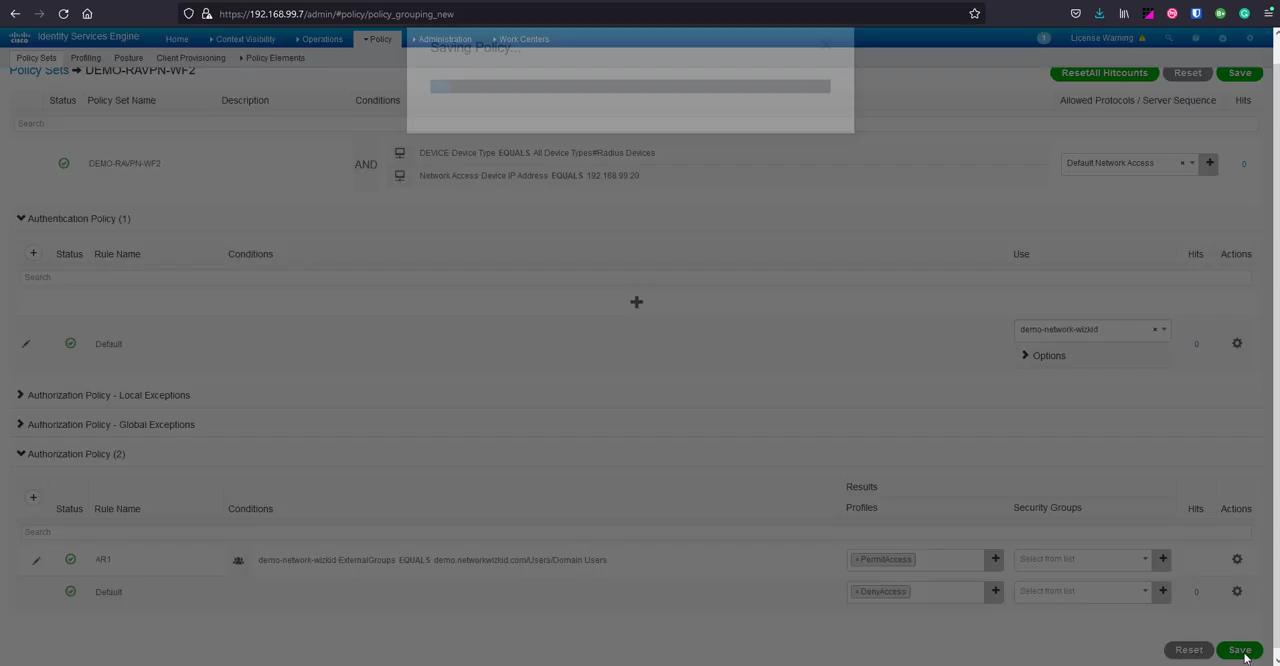 https://192.168.99.7/admin/#policy/policy_grouping_new
cisco Identity Services Engine Home Context Visibility Operations Policy Administration Work Centers 1 License Warning
Policy Sets Profiling Posture Client Provisioning Policy Elements
Saving Policy...
Policy Sets DEMO-RAVPN-WF2 ResetAll Hitcounts Reset Save
Status Policy Set Name Description Conditions Allowed Protocols / Server Sequence Hits
Search
DEMO-RAVPN-WF2 AND DEVICE Device Type EQUALS All Device Types#Radius Devices Default Network Access × 0
Network Access Device IP Address EQUALS 192.168.99.20
Authentication Policy (1)
+ Status Rule Name Conditions Use Hits Actions
Search
Default demo-network-wizkid × 0
Options
Authorization Policy - Local Exceptions
Authorization Policy - Global Exceptions
Authorization Policy (2)
Results
+ Status Rule Name Conditions Profiles Security Groups Hits Actions
Search
AR1 demo-network-wizkid ExternalGroups EQUALS demo.networkwizkid.com/Users/Domain Users × PermitAccess Select from list
Default × DenyAccess Select from list 0
Reset Save